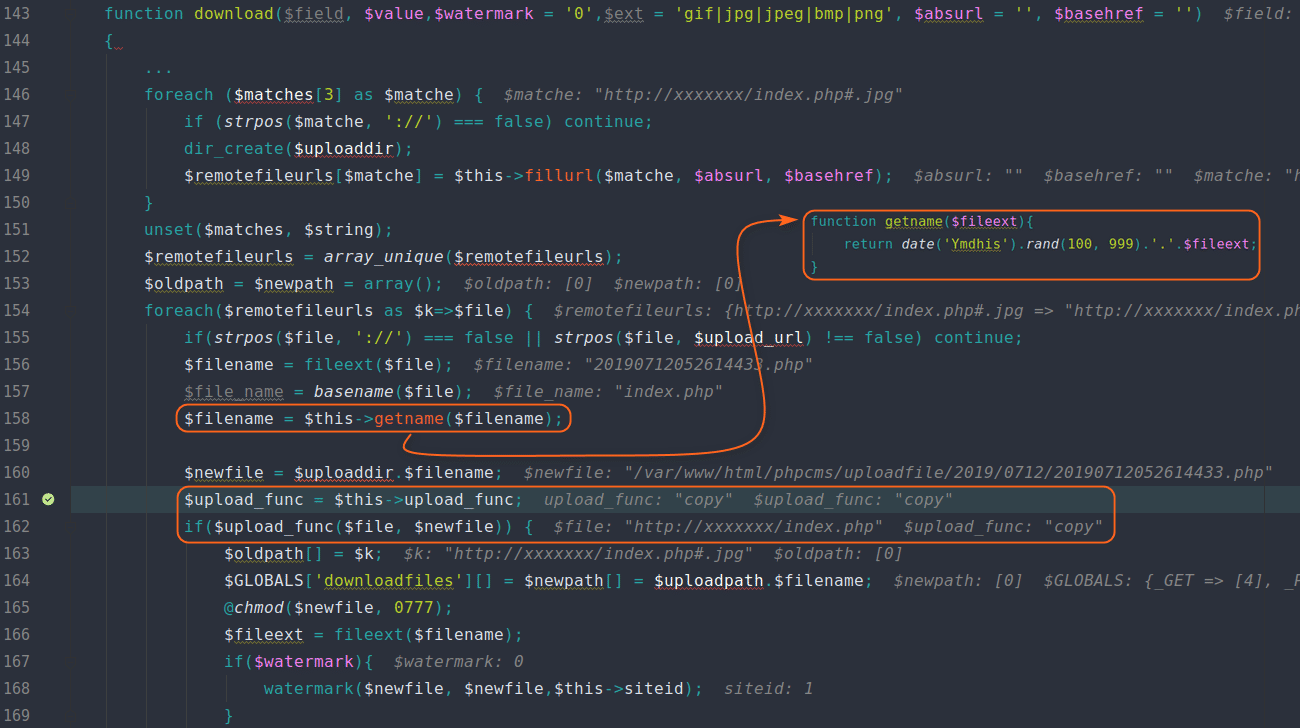 143 function download($field, $value,$watermark = '0',$ext = 'gif|jpg|jpeg|bmp|png', $absurl = '', $basehref = '') $field:
144 {
145 ...
146 foreach ($matches[3] as $matche) { $matche: "http://xxxxxxx/index.php#.jpg"
147 if (strpos($matche, '://') === false) continue;
148 dir_create($uploaddir);
149 $remotefileurls[$matche] = $this->fillurl($matche, $absurl, $basehref); $absurl: "" $basehref: "" $matche: "h
150 }
151 unset($matches, $string);
152 $remotefileurls = array_unique($remotefileurls);
153 $oldpath = $newpath = array(); $oldpath: [0] $newpath: [0]
154 foreach($remotefileurls as $k=>$file) { $remotefileurls: {http://xxxxxxx/index.php#.jpg => "http://xxxxxxx/index.ph
155 if(strpos($file, '://') === false || strpos($file, $upload_url) !== false) continue;
156 $filename = fileext($file); $filename: "20190712052614433.php"
157 $file_name = basename($file); $file_name: "index.php"
158 $filename = $this->getname($filename);
159
160 $newfile = $uploaddir.$filename; $newfile: "/var/www/html/phpcms/uploadfile/2019/0712/20190712052614433.php"
161 $upload_func = $this->upload_func; upload_func: "copy" $upload_func: "copy"
162 if($upload_func($file, $newfile)) { $file: "http://xxxxxxx/index.php" $upload_func: "copy"
163 $oldpath[] = $k; $k: "http://xxxxxxx/index.php#.jpg" $oldpath: [0]
164 $GLOBALS['downloadfiles'][] = $newpath[] = $uploadpath.$filename; $newpath: [0] $GLOBALS: {_GET => [4], _P
165 @chmod($newfile, 0777);
166 $fileext = fileext($filename);
167 if($watermark){ $watermark: 0
168 watermark($newfile, $newfile,$this->siteid); siteid: 1
169 }
function getname($fileext){
return date('Ymdhis').rand(100, 999).'.'.$fileext;
}